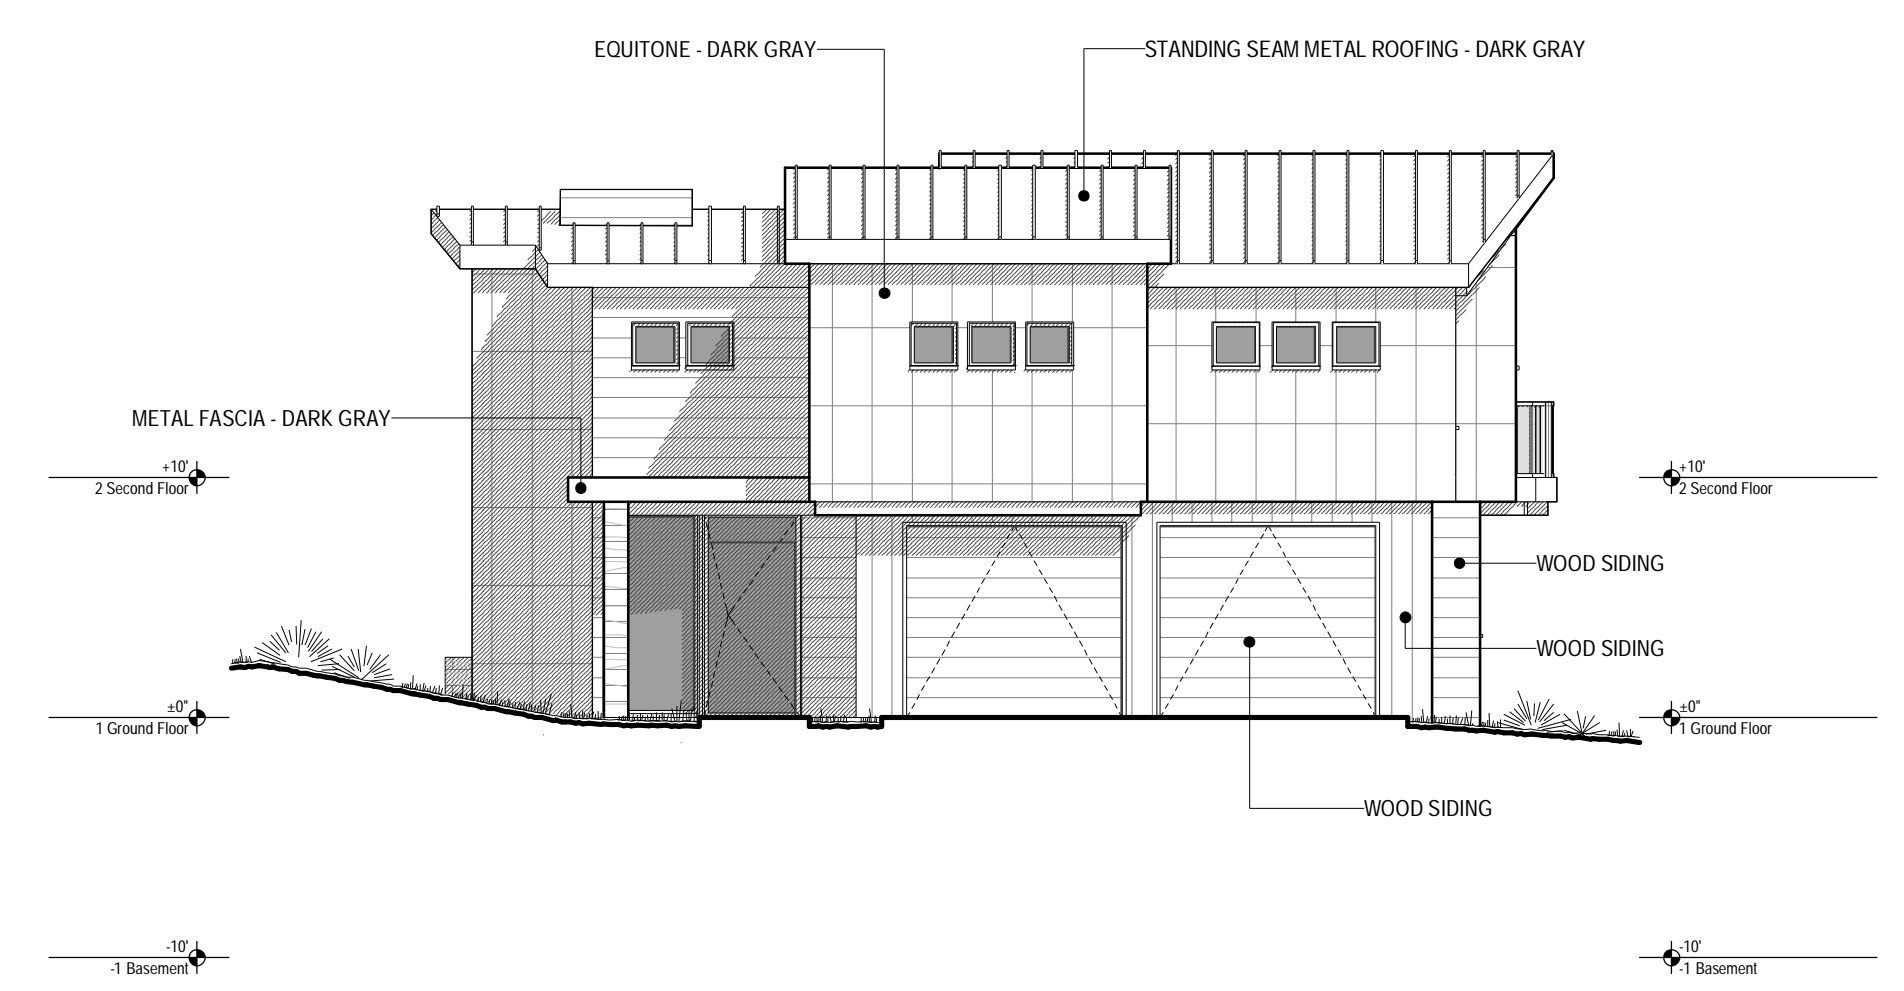 EQUITONE - DARK GRAY
STANDING SEAM METAL ROOFING - DARK GRAY
METAL FASCIA - DARK GRAY
+10'
2 Second Floor
+10'
2 Second Floor
WOOD SIDING
WOOD SIDING
±0"
1 Ground Floor
±0"
1 Ground Floor
WOOD SIDING
-10'
-1 Basement
-10'
-1 Basement